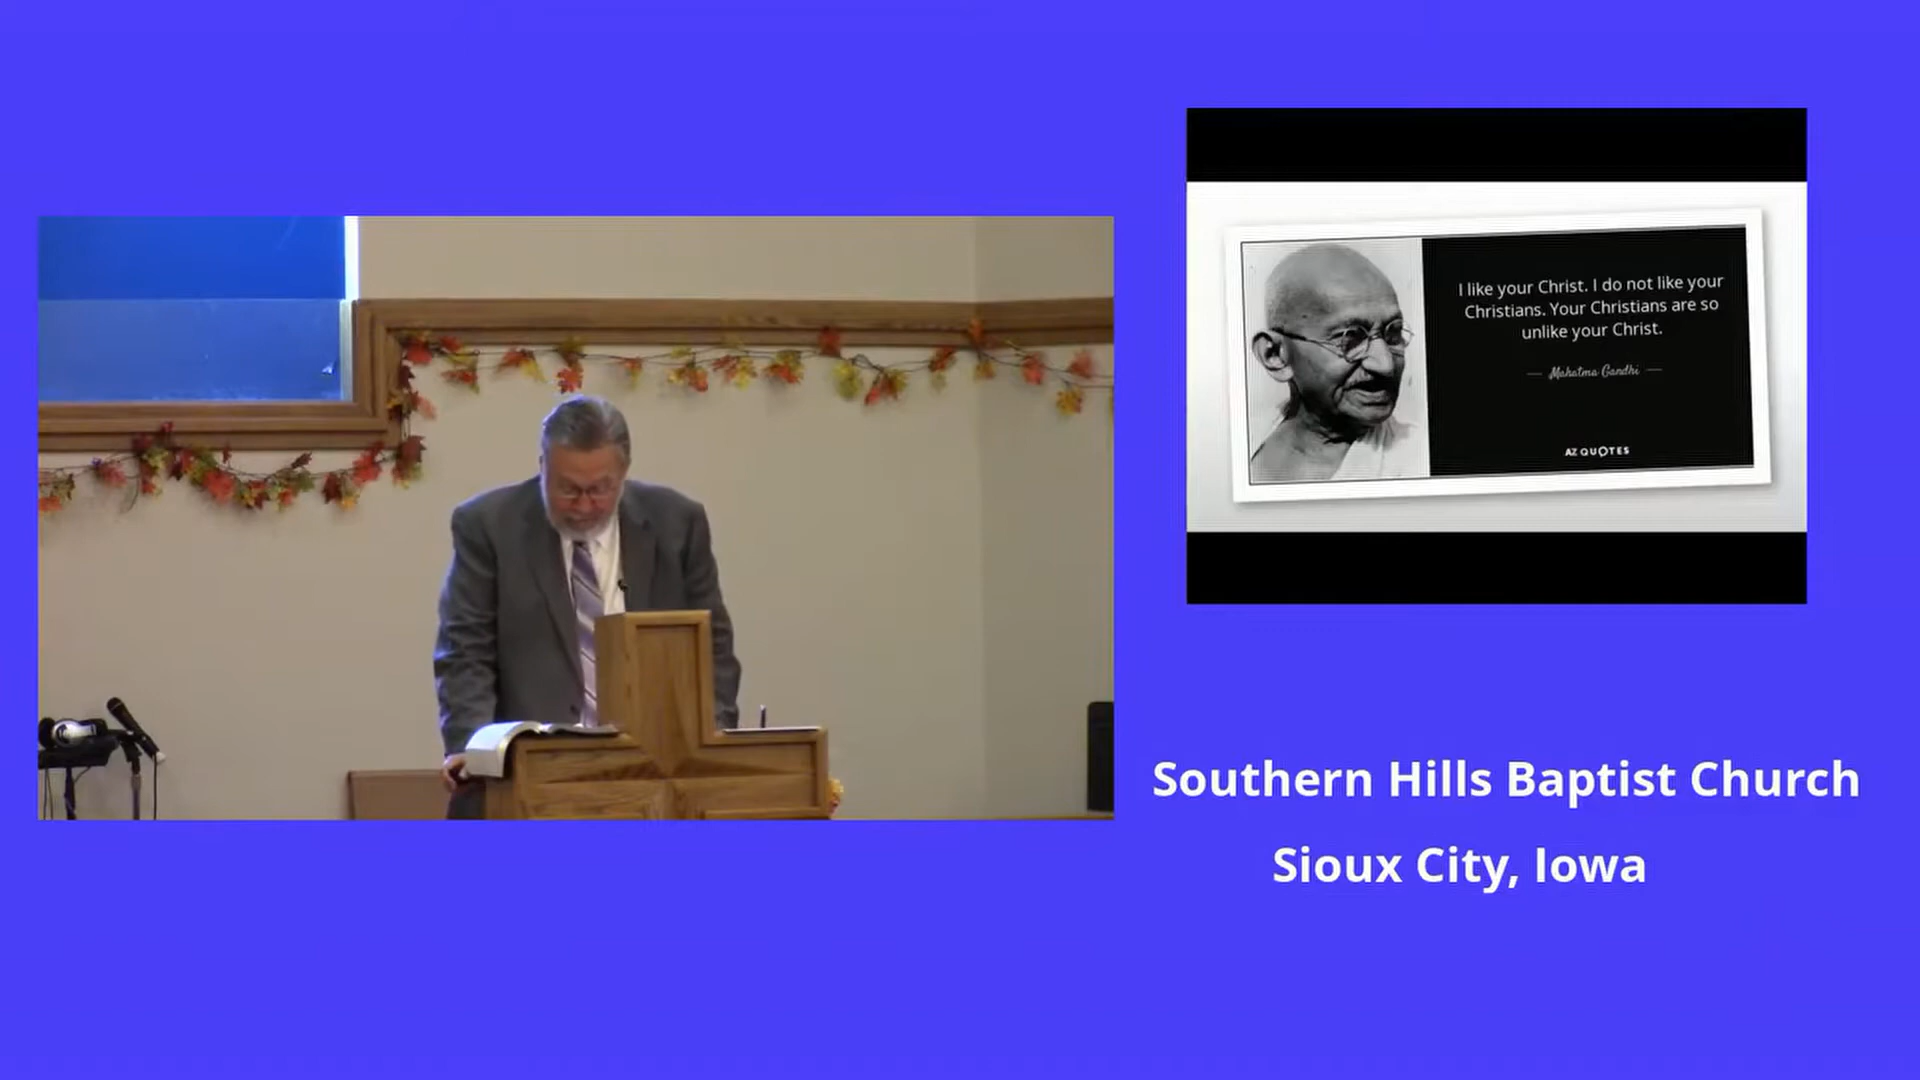 I like your Christ. I do not like your
Christians. Your Christians are so
unlike your Christ.
— Mahatma Gandhi —
AZ QUOTES
Southern Hills Baptist Church
Sioux City, Iowa